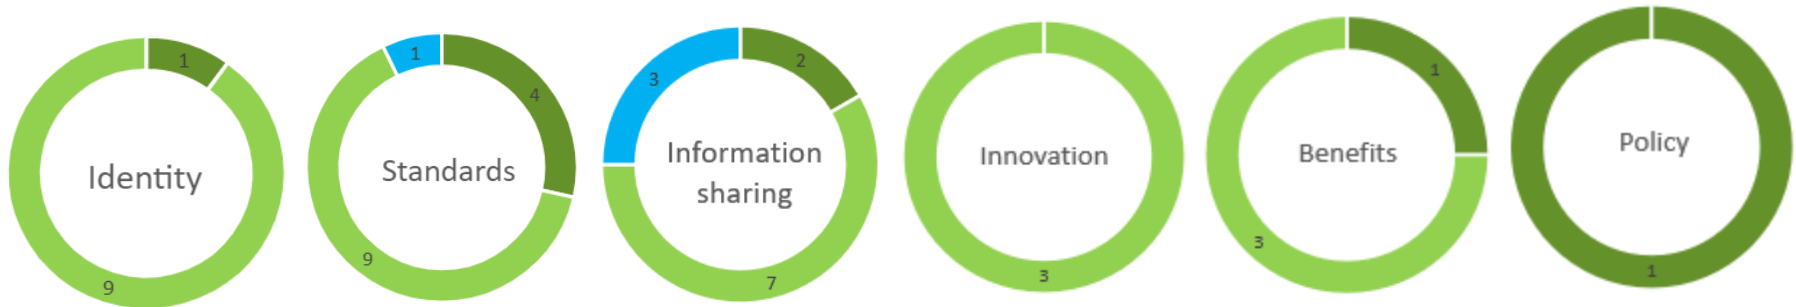 1
Identity
9
1
4
Standards
9
3
2
Information
sharing
7
Innovation
3
1
Benefits
3
Policy
1